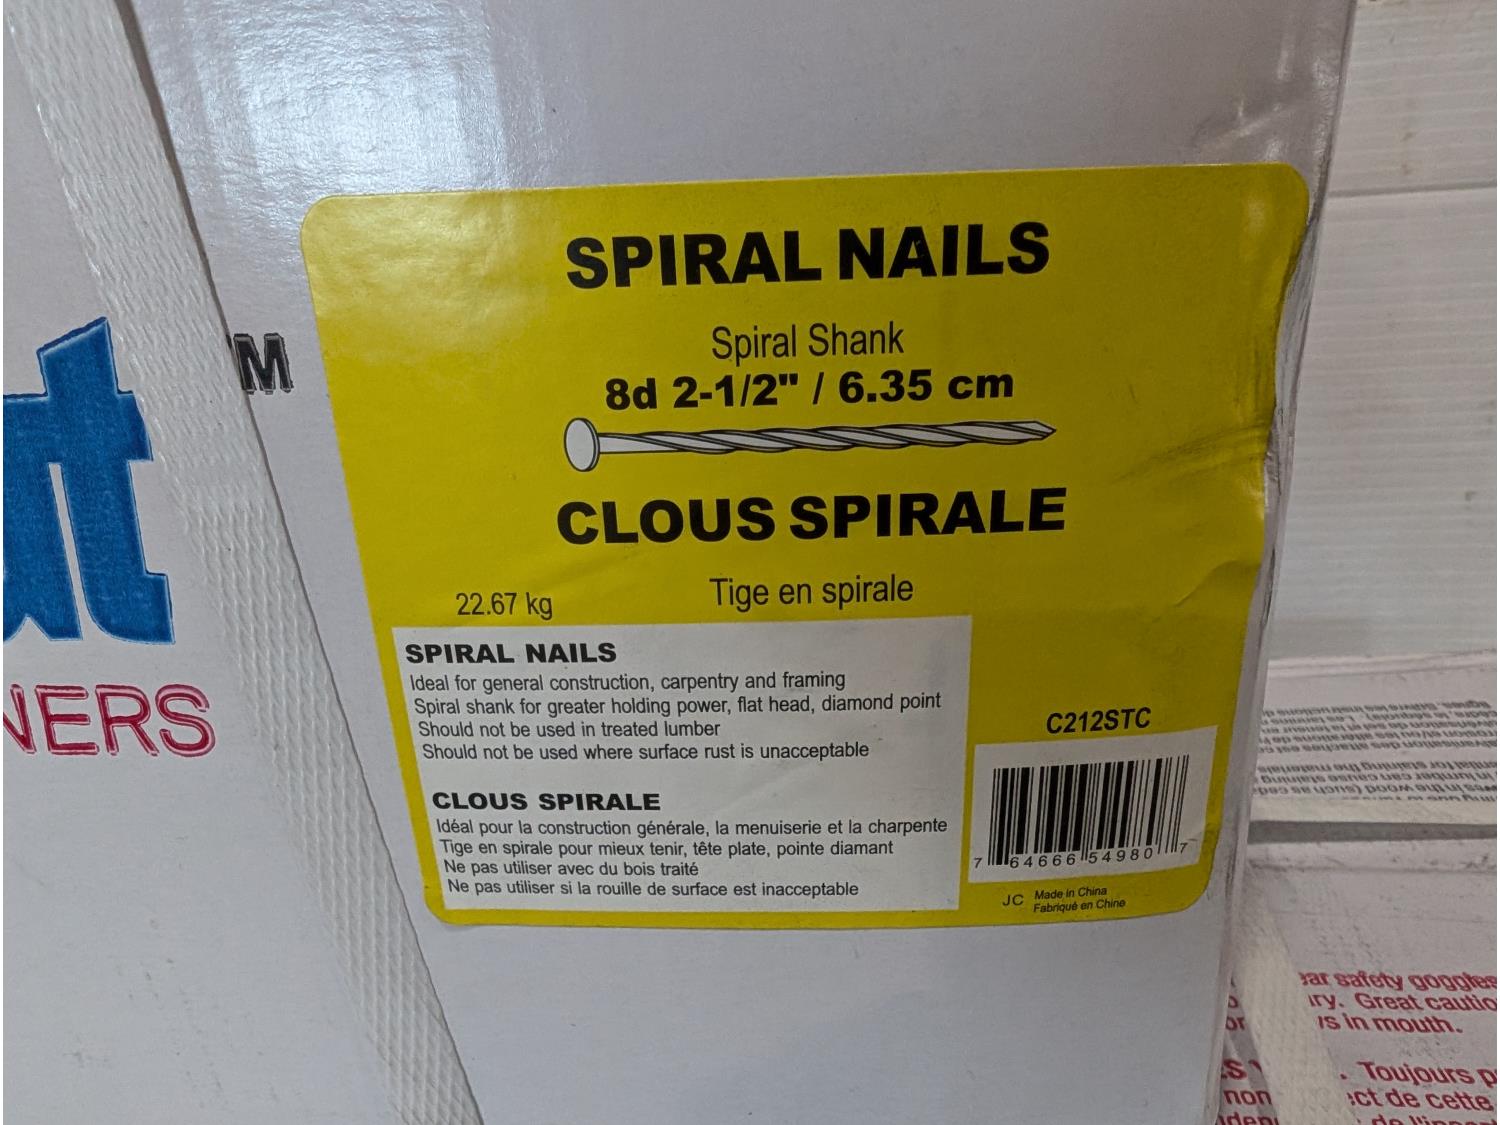 M
NERS
SPIRAL NAILS
Spiral Shank
8d 2-1/2" / 6.35 cm
CLOUS SPIRALE
Tige en spirale
22.67 kg
SPIRAL NAILS
Ideal for general construction, carpentry and framing
Spiral shank for greater holding power, flat head, diamond point
Should not be used in treated lumber
Should not be used where surface rust is unacceptable
CLOUS SPIRALE
Idéal pour la construction générale, la menuiserie et la charpente
Tige en spirale pour mieux tenir, tête plate, pointe diamant
Ne pas utiliser avec du bois traité
Ne pas utiliser si la rouille de surface est inacceptable
C212STC
7 64666 54980 7
JC Made in China
Fabriqué en Chine
safety goggles
Great
in mouth.
Toujours
de cette